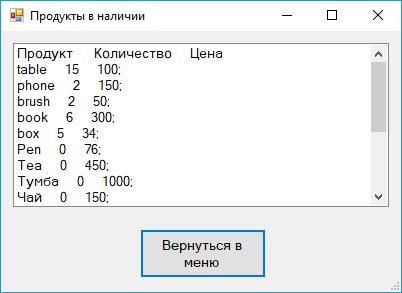 Продукты в наличии
Продукт Количество Цена
table 15 100;
phone 2 150;
brush 2 50;
book 6 300;
box 5 34;
Pen 0 76;
Tea 0 450;
Тумба 0 1000;
Чай 0 150;
Вернуться в
меню